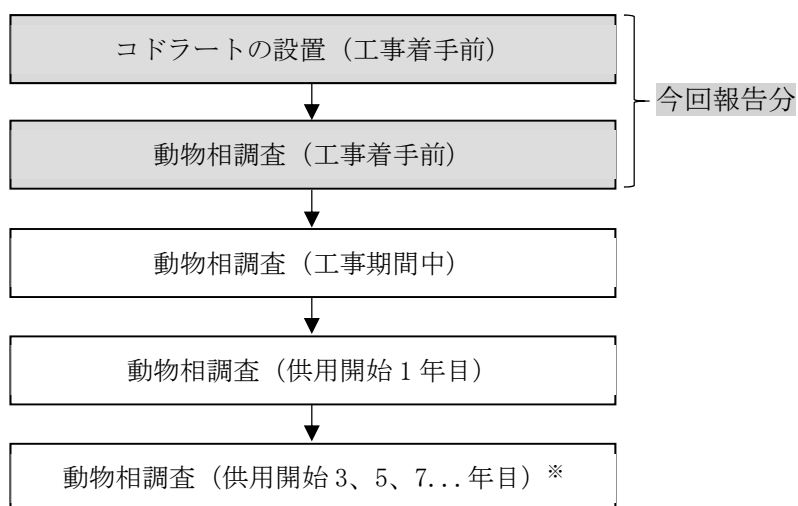 コドラートの設置（工事着手前）
今回報告分
動物相調査（工事着手前）
動物相調査（工事期間中）
動物相調査（供用開始1年目）
動物相調査（供用開始3、5、7...年目）※